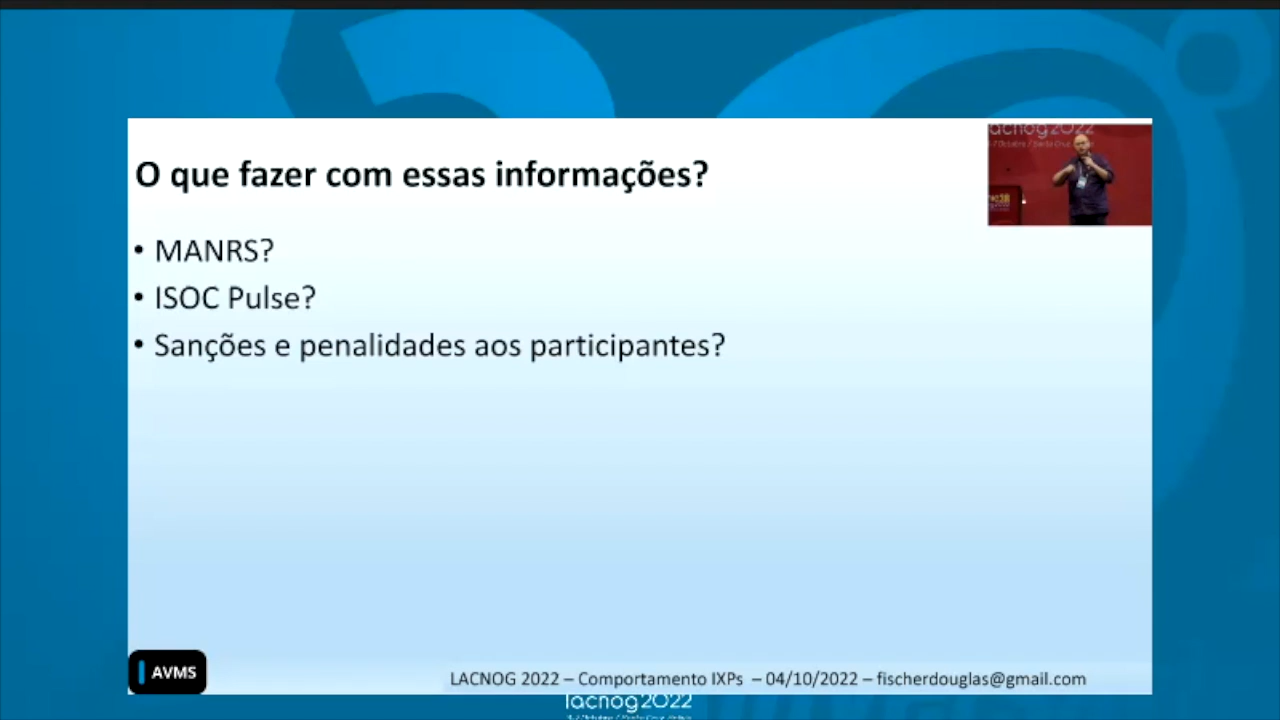 O que fazer com essas informações?
lacnog2022
• MANRS?
• ISOC Pulse?
• Sanções e penalidades aos participantes?
AVMS
LACNOG 2022 – Comportamento IXPs – 04/10/2022 – fischerdouglas@gmail.com
lacnog2022